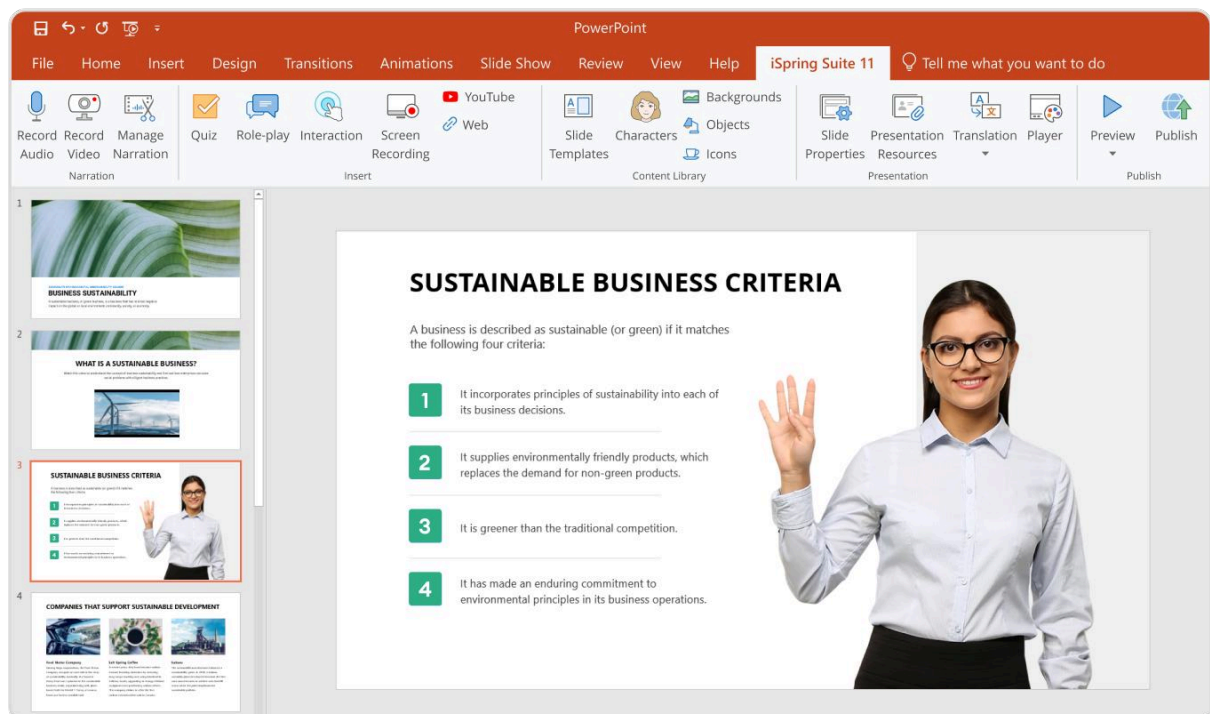 PowerPoint
File Home Insert Design Transitions Animations Slide Show Review View Help iSpring Suite 11 Tell me what you want to do
Record Audio
Record Video
Manage Narration
Narration
Quiz
Role-play
Interaction
Screen Recording
YouTube
Web
Insert
Slide Templates
Characters
Backgrounds
Objects
Icons
Content Library
Slide Properties
Presentation Resources
Translation
Player
Presentation
Preview
Publish
Publish
1
BUSINESS SUSTAINABILITY
2
WHAT IS A SUSTAINABLE BUSINESS?
3
SUSTAINABLE BUSINESS CRITERIA
1
2
3
4
4
COMPANIES THAT SUPPORT SUSTAINABLE DEVELOPMENT
SUSTAINABLE BUSINESS CRITERIA
A business is described as sustainable (or green) if it matches
the following four criteria:
1 It incorporates principles of sustainability into each of
its business decisions.
2 It supplies environmentally friendly products, which
replaces the demand for non-green products.
3 It is greener than the traditional competition.
4 It has made an enduring commitment to
environmental principles in its business operations.